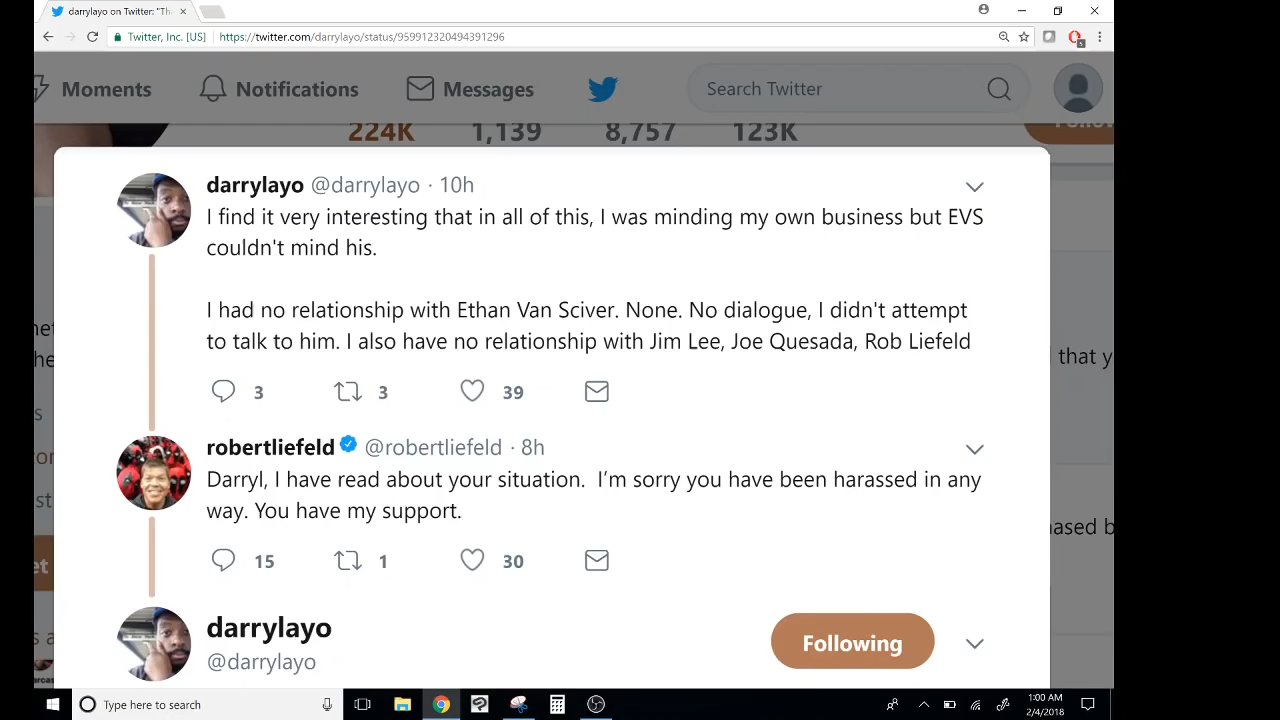 darrylayo on Twitter: "Tha
Twitter, Inc. [US] https://twitter.com/darrylayo/status/959912320494391296
Moments Notifications Messages Search Twitter
224K 1,139 8,757 123K
darrylayo @darrylayo · 10h
I find it very interesting that in all of this, I was minding my own business but EVS
couldn't mind his.
I had no relationship with Ethan Van Sciver. None. No dialogue, I didn't attempt
to talk to him. I also have no relationship with Jim Lee, Joe Quesada, Rob Liefeld
that y
3 3 39
robertliefeld @robertliefeld · 8h
Darryl, I have read about your situation. I'm sorry you have been harassed in any
way. You have my support.
ased b
15 1 30
darrylayo
@darrylayo
Following
Type here to search
1:00 AM
2/4/2018